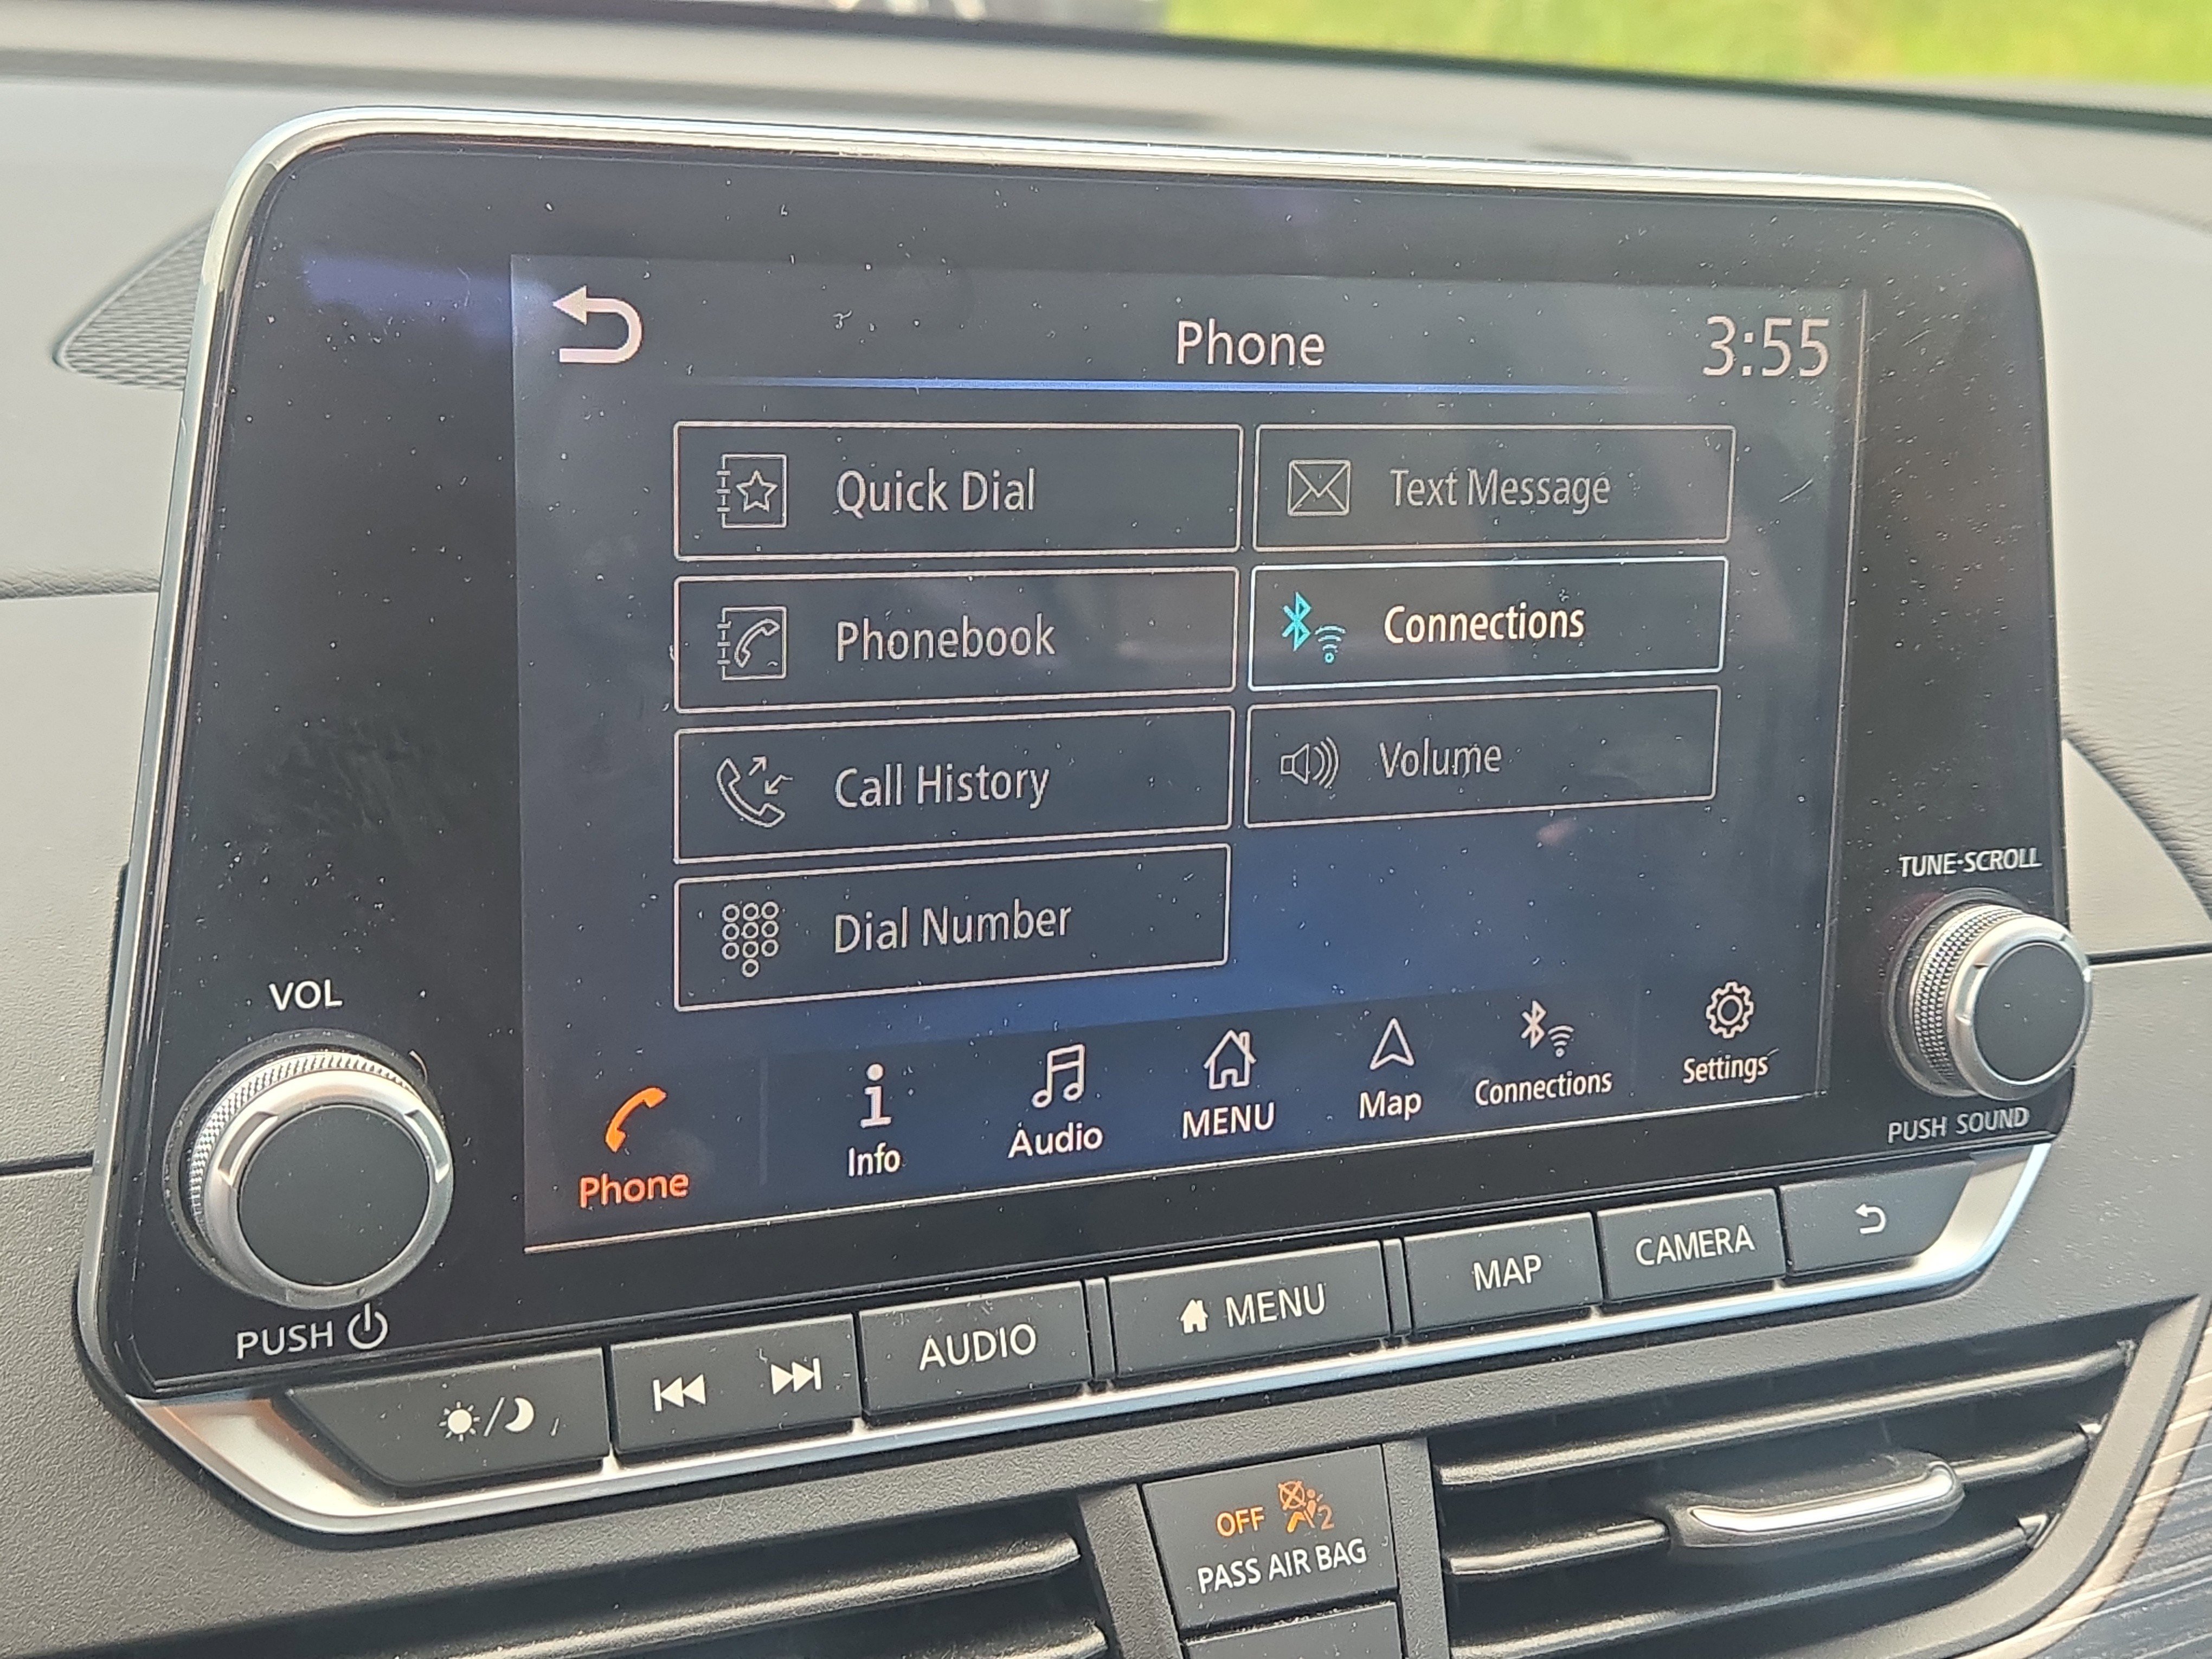 Phone
3:55
Quick Dial
Text Message
Phonebook
Connections
Call History
Volume
Dial Number
Phone
Info
Audio
MENU
Map
Connections
Settings
VOL
PUSH
TUNE·SCROLL
PUSH SOUND
AUDIO
MENU
MAP
CAMERA
OFF 2
PASS AIR BAG